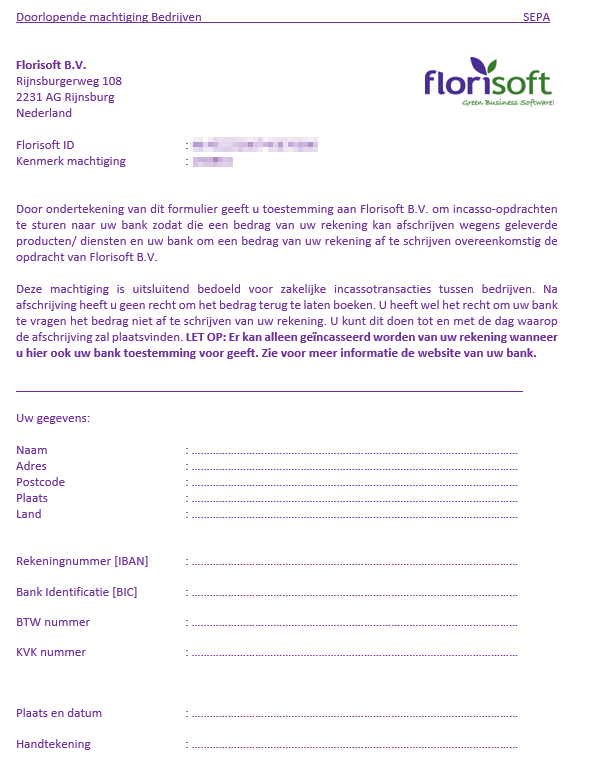 Doorlopende machtiging Bedrijven SEPA
Florisoft B.V.
Rijnsburgerweg 108
2231 AG Rijnsburg
Nederland
florisoft
Green Business Software!
Florisoft ID :
Kenmerk machtiging :
Door ondertekening van dit formulier geeft u toestemming aan Florisoft B.V. om incasso-opdrachten
te sturen naar uw bank zodat die een bedrag van uw rekening kan afschrijven wegens geleverde
producten/ diensten en uw bank om een bedrag van uw rekening af te schrijven overeenkomstig de
opdracht van Florisoft B.V.
Deze machtiging is uitsluitend bedoeld voor zakelijke incassotransacties tussen bedrijven. Na
afschrijving heeft u geen recht om het bedrag terug te laten boeken. U heeft wel het recht om uw bank
te vragen het bedrag niet af te schrijven van uw rekening. U kunt dit doen tot en met de dag waarop
de afschrijving zal plaatsvinden. LET OP: Er kan alleen geïncasseerd worden van uw rekening wanneer
u hier ook uw bank toestemming voor geeft. Zie voor meer informatie de website van uw bank.
Uw gegevens:
Naam : ........................................................................
Adres : ........................................................................
Postcode : ........................................................................
Plaats : ........................................................................
Land : ........................................................................
Rekeningnummer [IBAN] : ........................................................................
Bank Identificatie [BIC] : ........................................................................
BTW nummer : ........................................................................
KVK nummer : ........................................................................
Plaats en datum : ........................................................................
Handtekening : ........................................................................